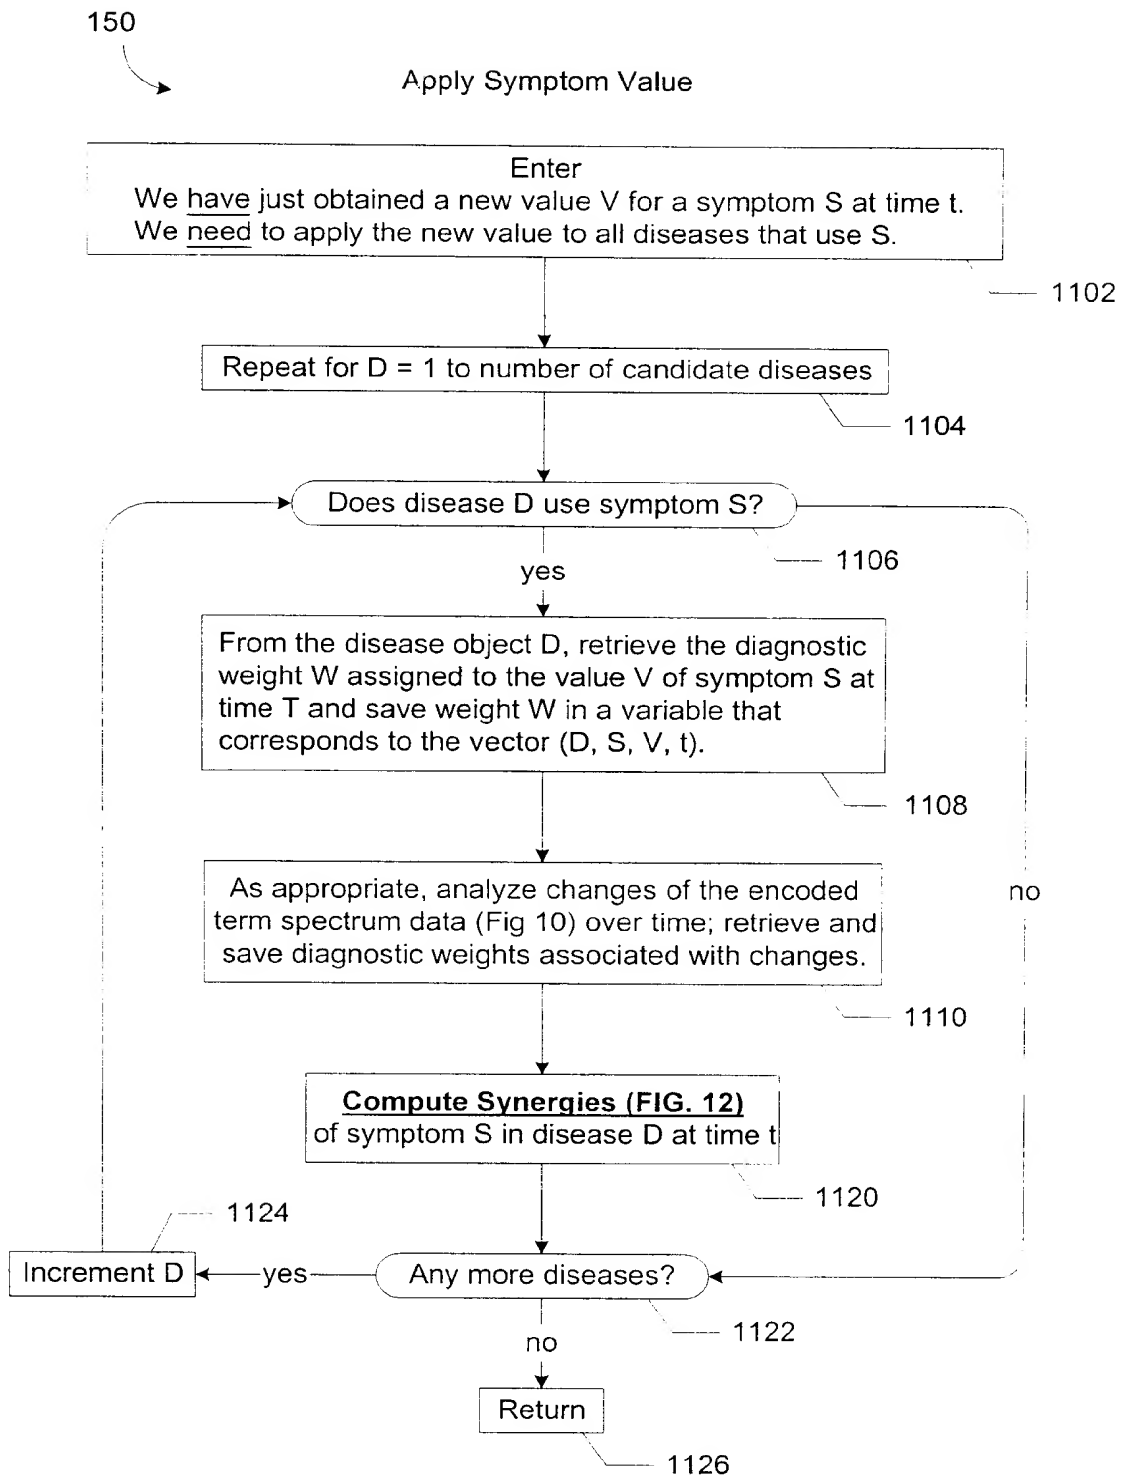 150
Apply Symptom Value
Enter
We have just obtained a new value V for a symptom S at time t.
We need to apply the new value to all diseases that use S.
1102
Repeat for D = 1 to number of candidate diseases
1104
Does disease D use symptom S?
1106
yes
From the disease object D, retrieve the diagnostic
weight W assigned to the value V of symptom S at
time T and save weight W in a variable that
corresponds to the vector (D, S, V, t).
1108
As appropriate, analyze changes of the encoded
term spectrum data (Fig 10) over time; retrieve and
save diagnostic weights associated with changes.
no
1110
Compute Synergies (FIG. 12)
of symptom S in disease D at time t
1120
1124
Increment D
yes
Any more diseases?
1122
no
Return
1126